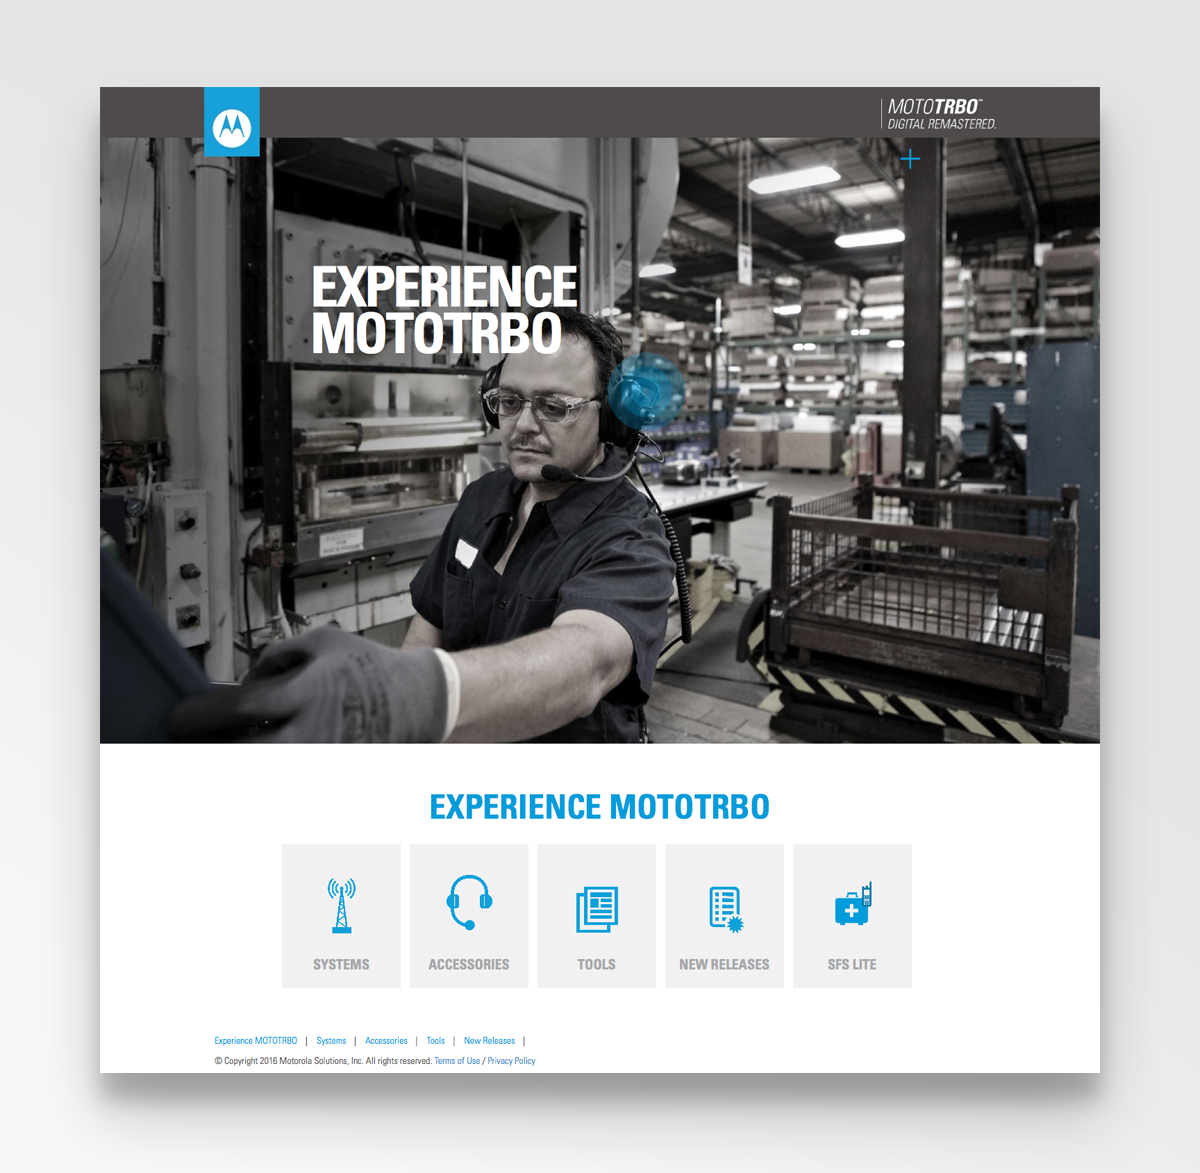 MOTOTRBO™
DIGITAL REMASTERED.
EXPERIENCE
MOTOTRBO
EXPERIENCE MOTOTRBO
SYSTEMS
ACCESSORIES
TOOLS
NEW RELEASES
SFS LITE
Experience MOTOTRBO | Systems | Accessories | Tools | New Releases |
© Copyright 2016 Motorola Solutions, Inc. All rights reserved. Terms of Use / Privacy Policy